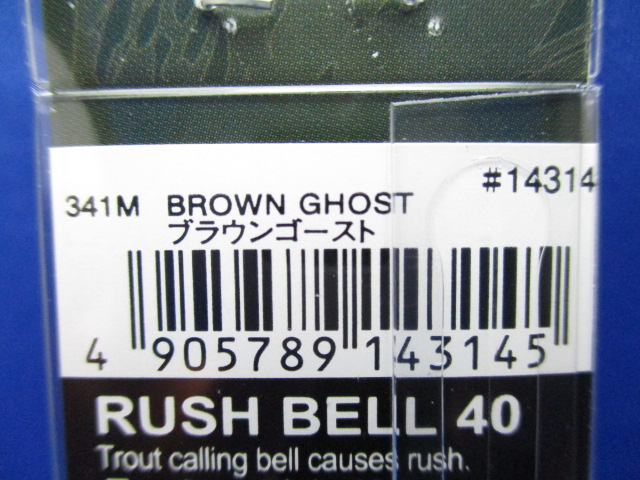 341M BROWN GHOST #14314
ブラウンゴースト
4 905789 143145
RUSH BELL 40
Trout calling bell causes rush.